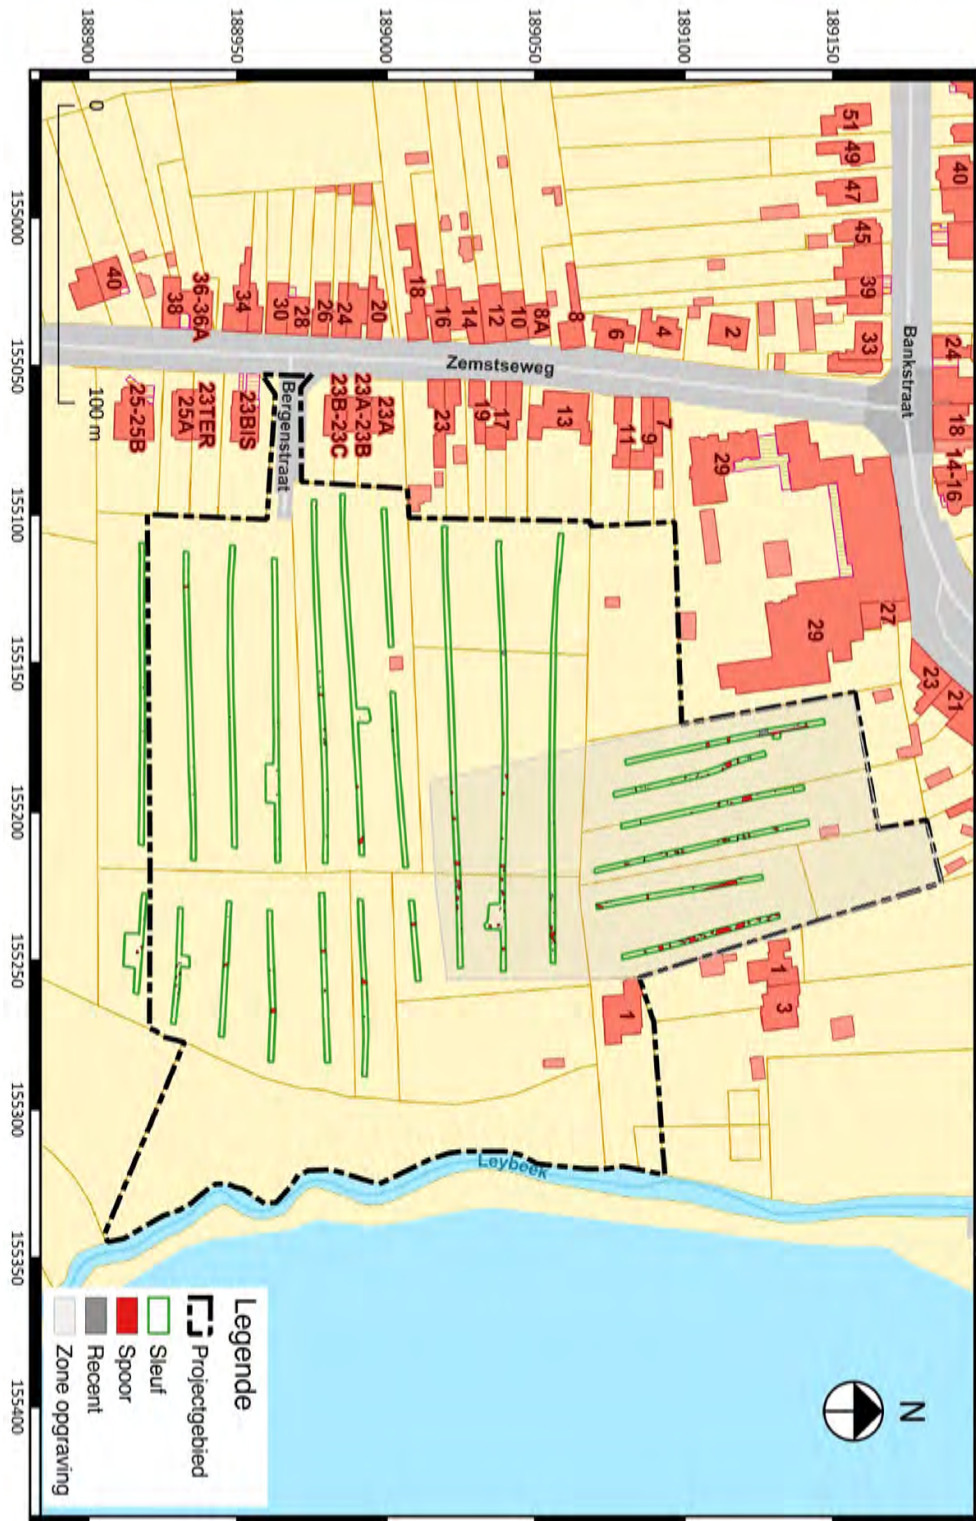 188900
188950
189000
189050
189100
189150
155000
155050
155100
155150
155200
155250
155300
155350
155400
0
100 m
51
49
47
45
39
33
40
24
18
14-16
Bankstraat
40
38
36-36A
34
30
28
26
24
20
18
16
14
12
10
8A
8
6
4
2
Zemstseweg
Bergenstraat
25-25B
25A
23TER
23BIS
23B-23C
23A-23B
23A
23
19
17
13
11
9
7
29
29
27
23
21
1
3
1
Leybeek
N
Legende
Projectgebied
Sleuf
Spoor
Recent
Zone opgraving